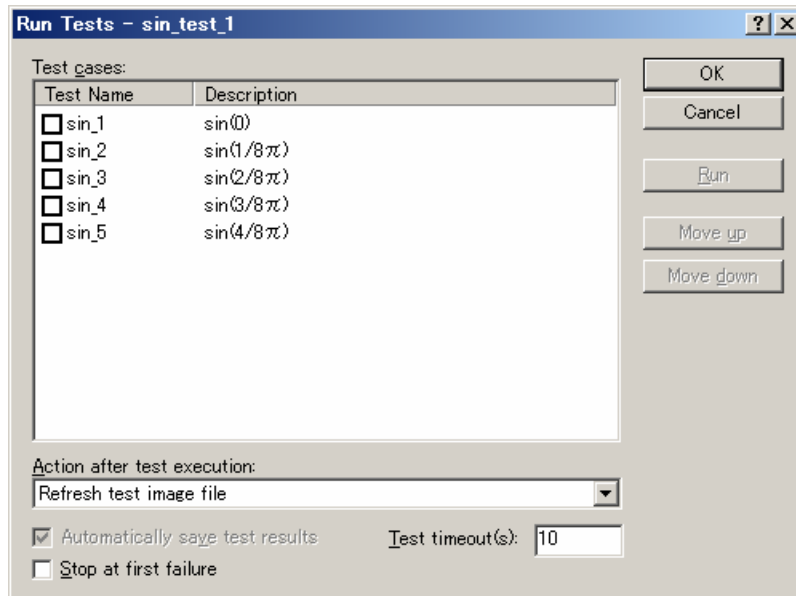 Run Tests - sin_test_1
Test cases:
Test Name Description
sin_1 sin(0)
sin_2 sin(1/8π)
sin_3 sin(2/8π)
sin_4 sin(3/8π)
sin_5 sin(4/8π)
OK
Cancel
Run
Move up
Move down
Action after test execution:
Refresh test image file
Automatically save test results
Test timeout(s): 10
Stop at first failure